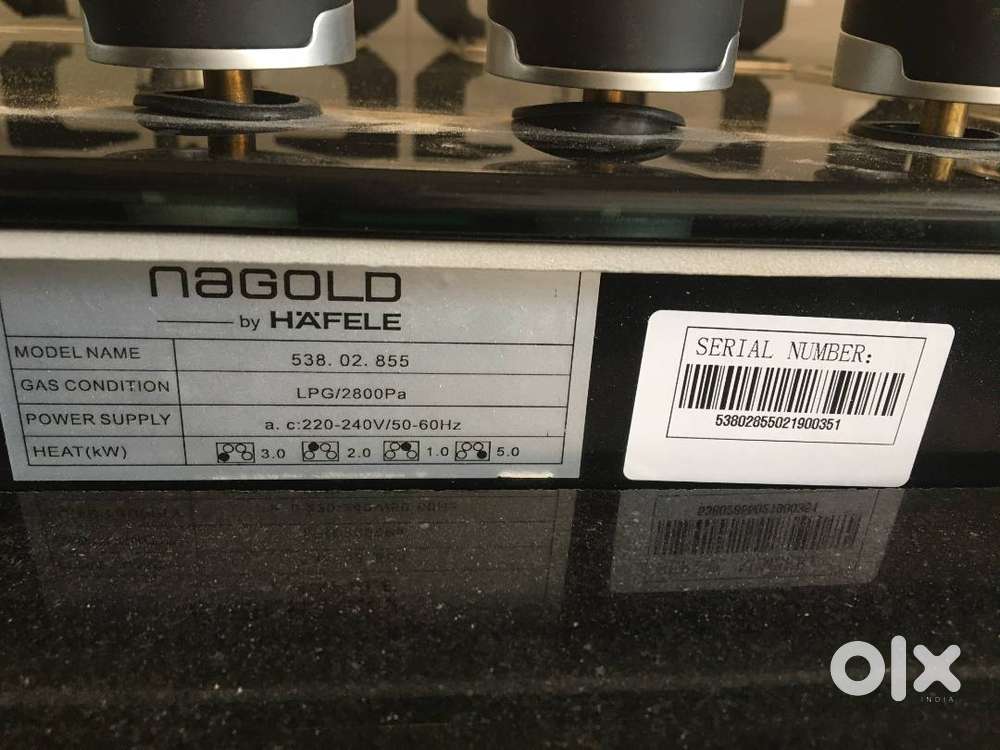 naGOLD
by HÄFELE
MODEL NAME 538. 02. 855
GAS CONDITION LPG/2800Pa
POWER SUPPLY a. c:220-240V/50-60Hz
HEAT(kW) 3.0 2.0 1.0 5.0
SERIAL NUMBER:
53802855021900351
olx
INDIA